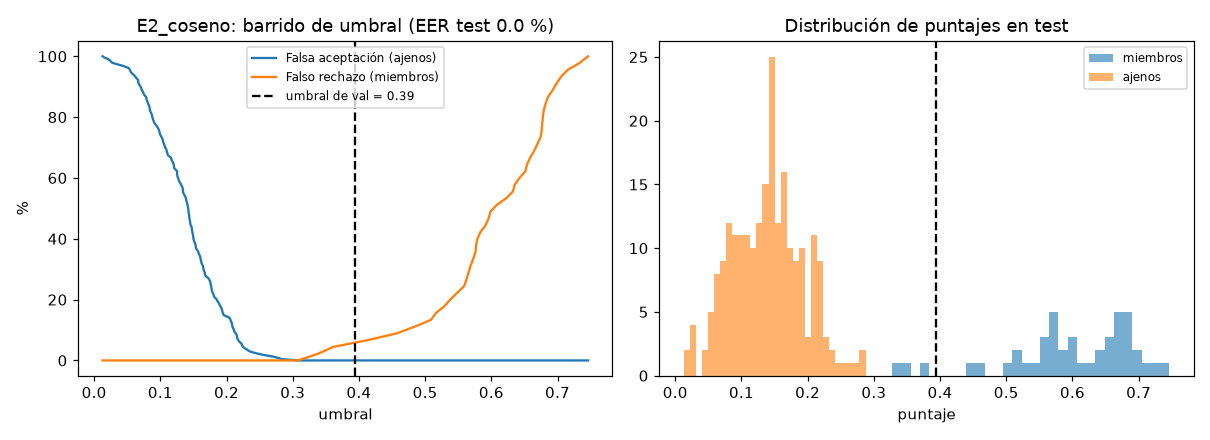 E2_coseno: barrido de umbral (EER test 0.0 %)
Falsa aceptación (ajenos)
Falso rechazo (miembros)
umbral de val = 0.39
100
80
60
40
20
0
%
0.0 0.1 0.2 0.3 0.4 0.5 0.6 0.7
umbral
Distribución de puntajes en test
miembros
ajenos
25
20
15
10
5
0
0.0 0.1 0.2 0.3 0.4 0.5 0.6 0.7
puntaje